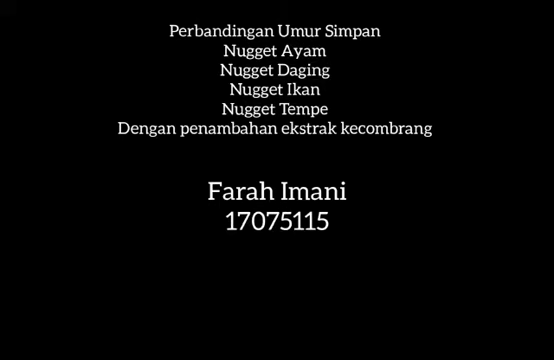 Perbandingan Umur Simpan
Nugget Ayam
Nugget Daging
Nugget Ikan
Nugget Tempe
Dengan penambahan ekstrak kecombrang
Farah Imani
17075115